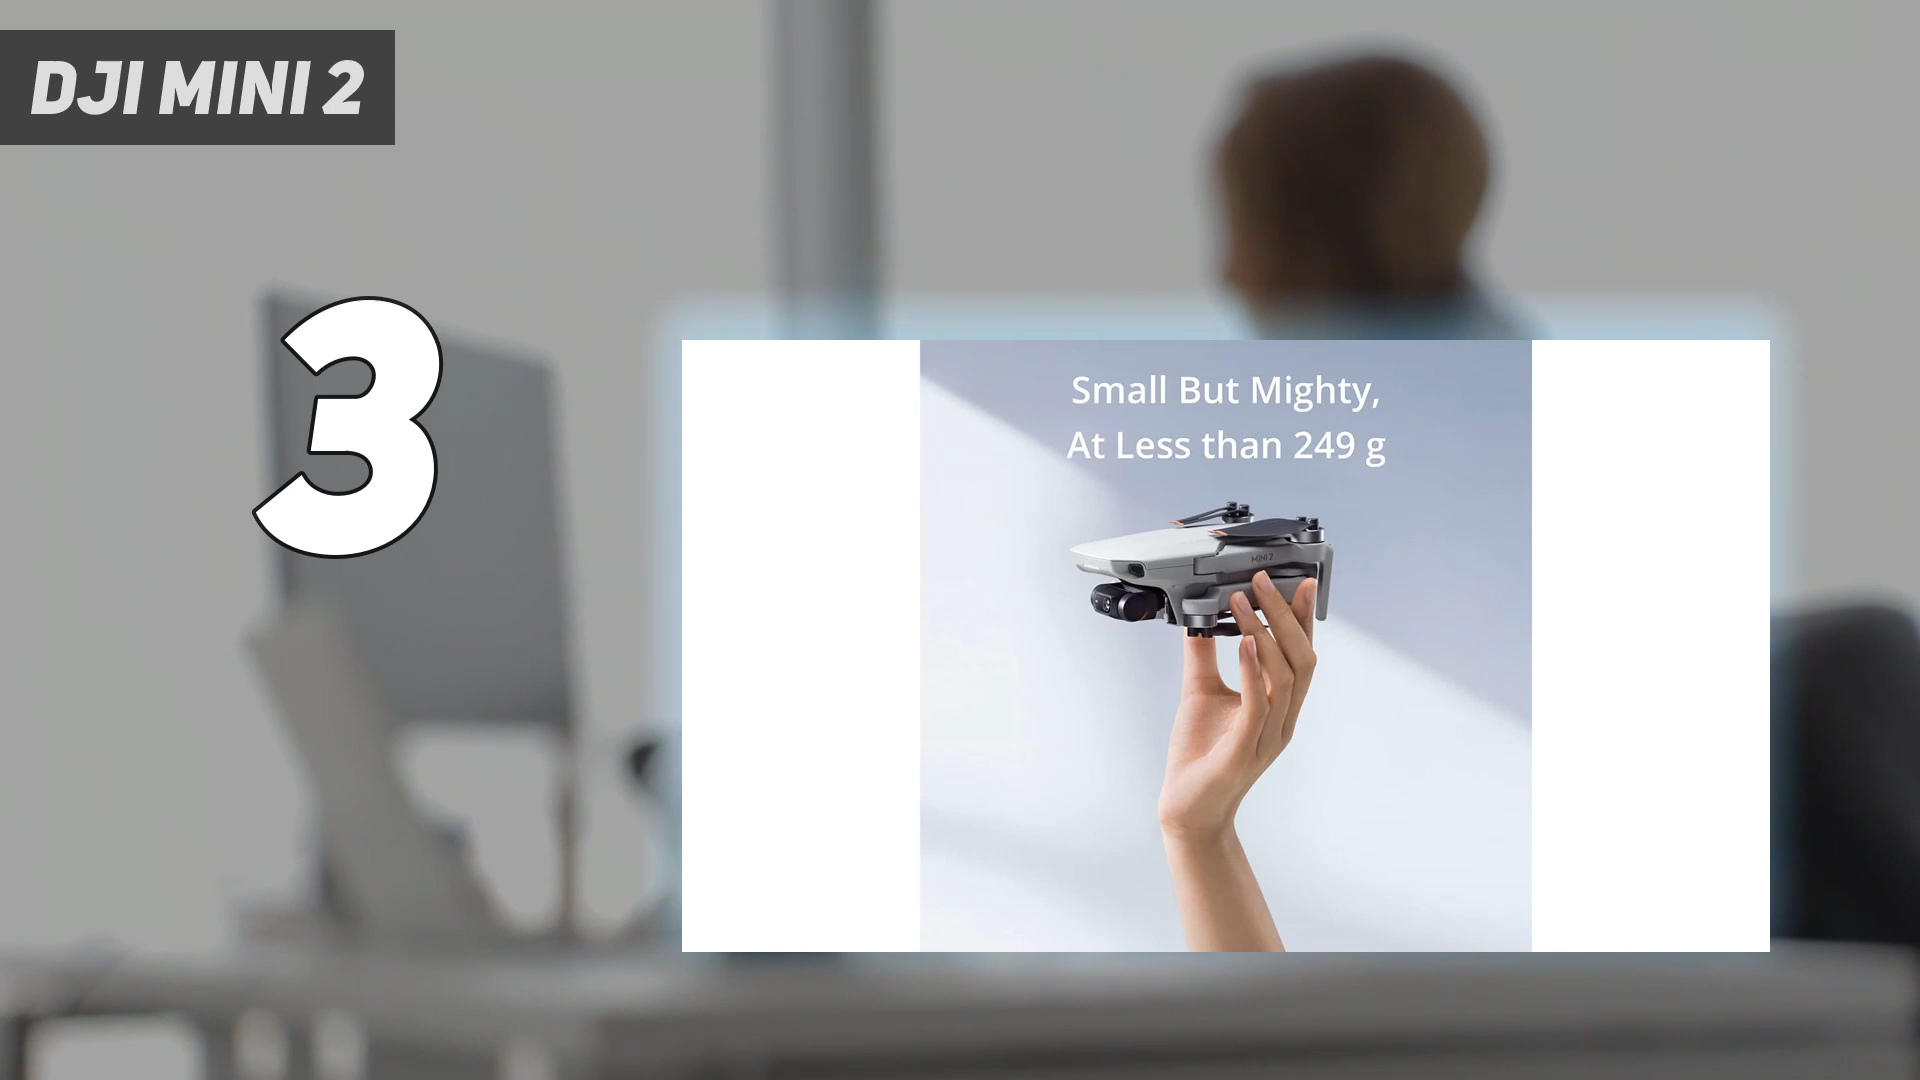 DJI MINI 2
3
Small But Mighty,
At Less than 249 g
MINI 2